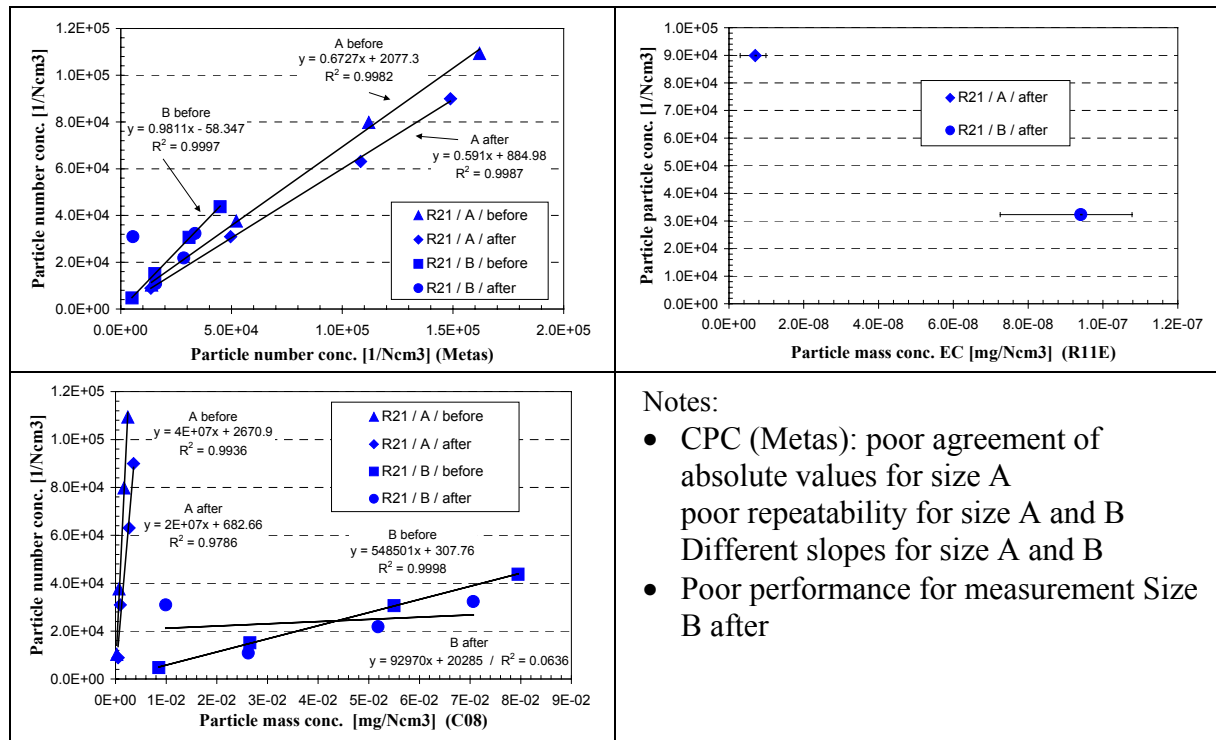 1.2E+05
1.0E+05
8.0E+04
6.0E+04
4.0E+04
2.0E+04
0.0E+00
Particle number conc. [1/Ncm3]
A before
y = 0.6727x + 2077.3
R2 = 0.9982
B before
y = 0.9811x - 58.347
R2 = 0.9997
A after
y = 0.591x + 884.98
R2 = 0.9987
R21 / A / before
R21 / A / after
R21 / B / before
R21 / B / after
0.0E+00 5.0E+04 1.0E+05 1.5E+05 2.0E+05
Particle number conc. [1/Ncm3] (Metas)
1.0E+05
9.0E+04
8.0E+04
7.0E+04
6.0E+04
5.0E+04
4.0E+04
3.0E+04
2.0E+04
1.0E+04
0.0E+00
Particle particle conc. [1/Ncm3]
R21 / A / after
R21 / B / after
0.0E+00 2.0E-08 4.0E-08 6.0E-08 8.0E-08 1.0E-07 1.2E-07
Particle mass conc. EC [mg/Ncm3] (R11E)
1.2E+05
1.0E+05
8.0E+04
6.0E+04
4.0E+04
2.0E+04
0.0E+00
Particle number conc. [1/Ncm3]
A before
y = 4E+07x + 2670.9
R2 = 0.9936
A after
y = 2E+07x + 682.66
R2 = 0.9786
R21 / A / before
R21 / A / after
R21 / B / before
R21 / B / after
B before
y = 548501x + 307.76
R2 = 0.9998
B after
y = 92970x + 20285 / R2 = 0.0636
0E+00 1E-02 2E-02 3E-02 4E-02 5E-02 6E-02 7E-02 8E-02 9E-02
Particle mass conc. [mg/Ncm3] (C08)
Notes:
• CPC (Metas): poor agreement of
absolute values for size A
poor repeatability for size A and B
Different slopes for size A and B
• Poor performance for measurement Size
B after